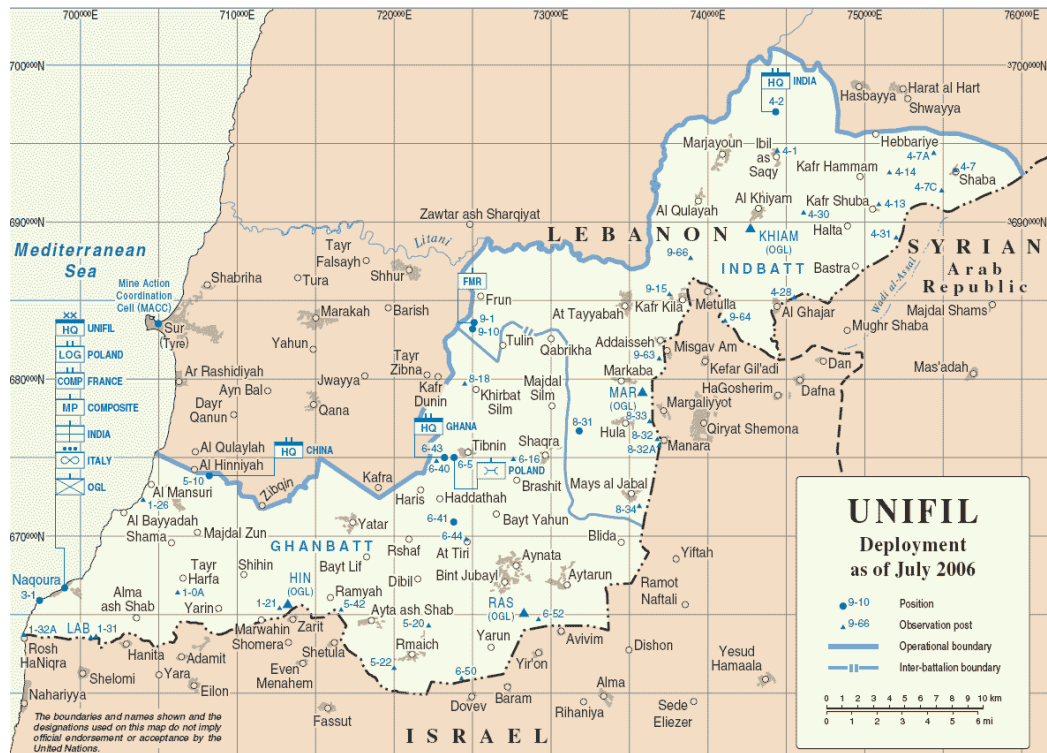 700000E
710000E
720000E
730000E
740000E
750000E
760000E
700000N
3700000N
690000N
3690000N
680000N
3680000N
670000N
HQ INDIA
4-2
Hasbayya
Harat al Hart
Shwayya
Marjayoun
Ibil
as
Saqy
4-1
Hebbariye
4-7A
4-7
Kafr Hammam
4-14
Shaba
4-7C
Al Qulayah
Al Khiyam
Kafr Shuba
4-13
4-30
Halta
4-31
KHIAM
(OGL)
Zawtar ash Sharqiyat
LEBANON
SYRIAN
Arab
Republic
Litani
Mediterranean
Sea
Tayr
Falsayh
Shhur
Shabriha
Tura
9-66
INDBATT
Bastra
Wadi al-Assal
Mine Action
Coordination
Cell (MACC)
FMR
Frun
9-15
Metulla
4-28
Majdal Shams
Marakah
Barish
At Tayyabah
Kafr Kila
Al Ghajar
Sur
(Tyre)
9-1
9-10
9-64
Mughr Shaba
XX
HQ UNIFIL
LOG POLAND
COMP FRANCE
MP COMPOSITE
INDIA
ITALY
OGL
Yahun
Tulin
Qabrikha
Addaisseh
Misgav Am
9-63
Dan
Tayr
Zibna
Kefar Gil'adi
Mas'adah
Ar Rashidiyah
Jwayya
Kafr
Dunin
8-18
Majdal
Silm
Markaba
HaGosherim
Dafna
Ayn Bal
Khirbat
Silm
MAR
(OGL)
Margaliyyot
Dayr
Qanun
Qana
HQ GHANA
8-33
Qiryat Shemona
Al Qulaylah
HQ CHINA
6-43
Tibnin
Shaqra
8-31
Hula
8-32
8-32A
Manara
Al Hinniyah
6-40
6-5
6-16
POLAND
5-10
Kafra
Brashit
Mays al Jabal
Al Mansuri
Zibqin
Haris
Haddathah
1-26
8-34
Al Bayyadah
Yatar
6-41
Bayt Yahun
Shama
Majdal Zun
6-44
GHANBATT
Rshaf
At Tiri
Blida
Yiftah
Tayr
Harfa
Shihin
Bayt Lif
Aynata
Naqoura
3-1
HIN
(OGL)
Dibil
Bint Jubayl
Aytarun
Ramot
Naftali
Alma
ash Shab
1-0A
Ramyah
Yarin
1-21
5-42
Ayta ash Shab
RAS
(OGL)
6-52
1-32A
LAB
1-31
Marwahin
Zarit
5-20
Rosh
HaNiqra
Shomera
Shetula
Rmaich
Yarun
Avivim
Dishon
Hanita
Adamit
Even
Menahem
5-22
Yir'on
Yesud
Hamaala
Shelomi
Yara
Eilon
6-50
Nahariyya
Fassut
Dovev
Baram
Alma
Rihaniya
Sede
Eliezer
ISRAEL
The boundaries and names shown and the
designations used on this map do not imply
official endorsement or acceptance by the
United Nations.
UNIFIL
Deployment
as of July 2006
9-10 Position
9-66 Observation post
Operational boundary
Inter-battalion boundary
0 1 2 3 4 5 6 7 8 9 10 km
0 1 2 3 4 5 6 mi